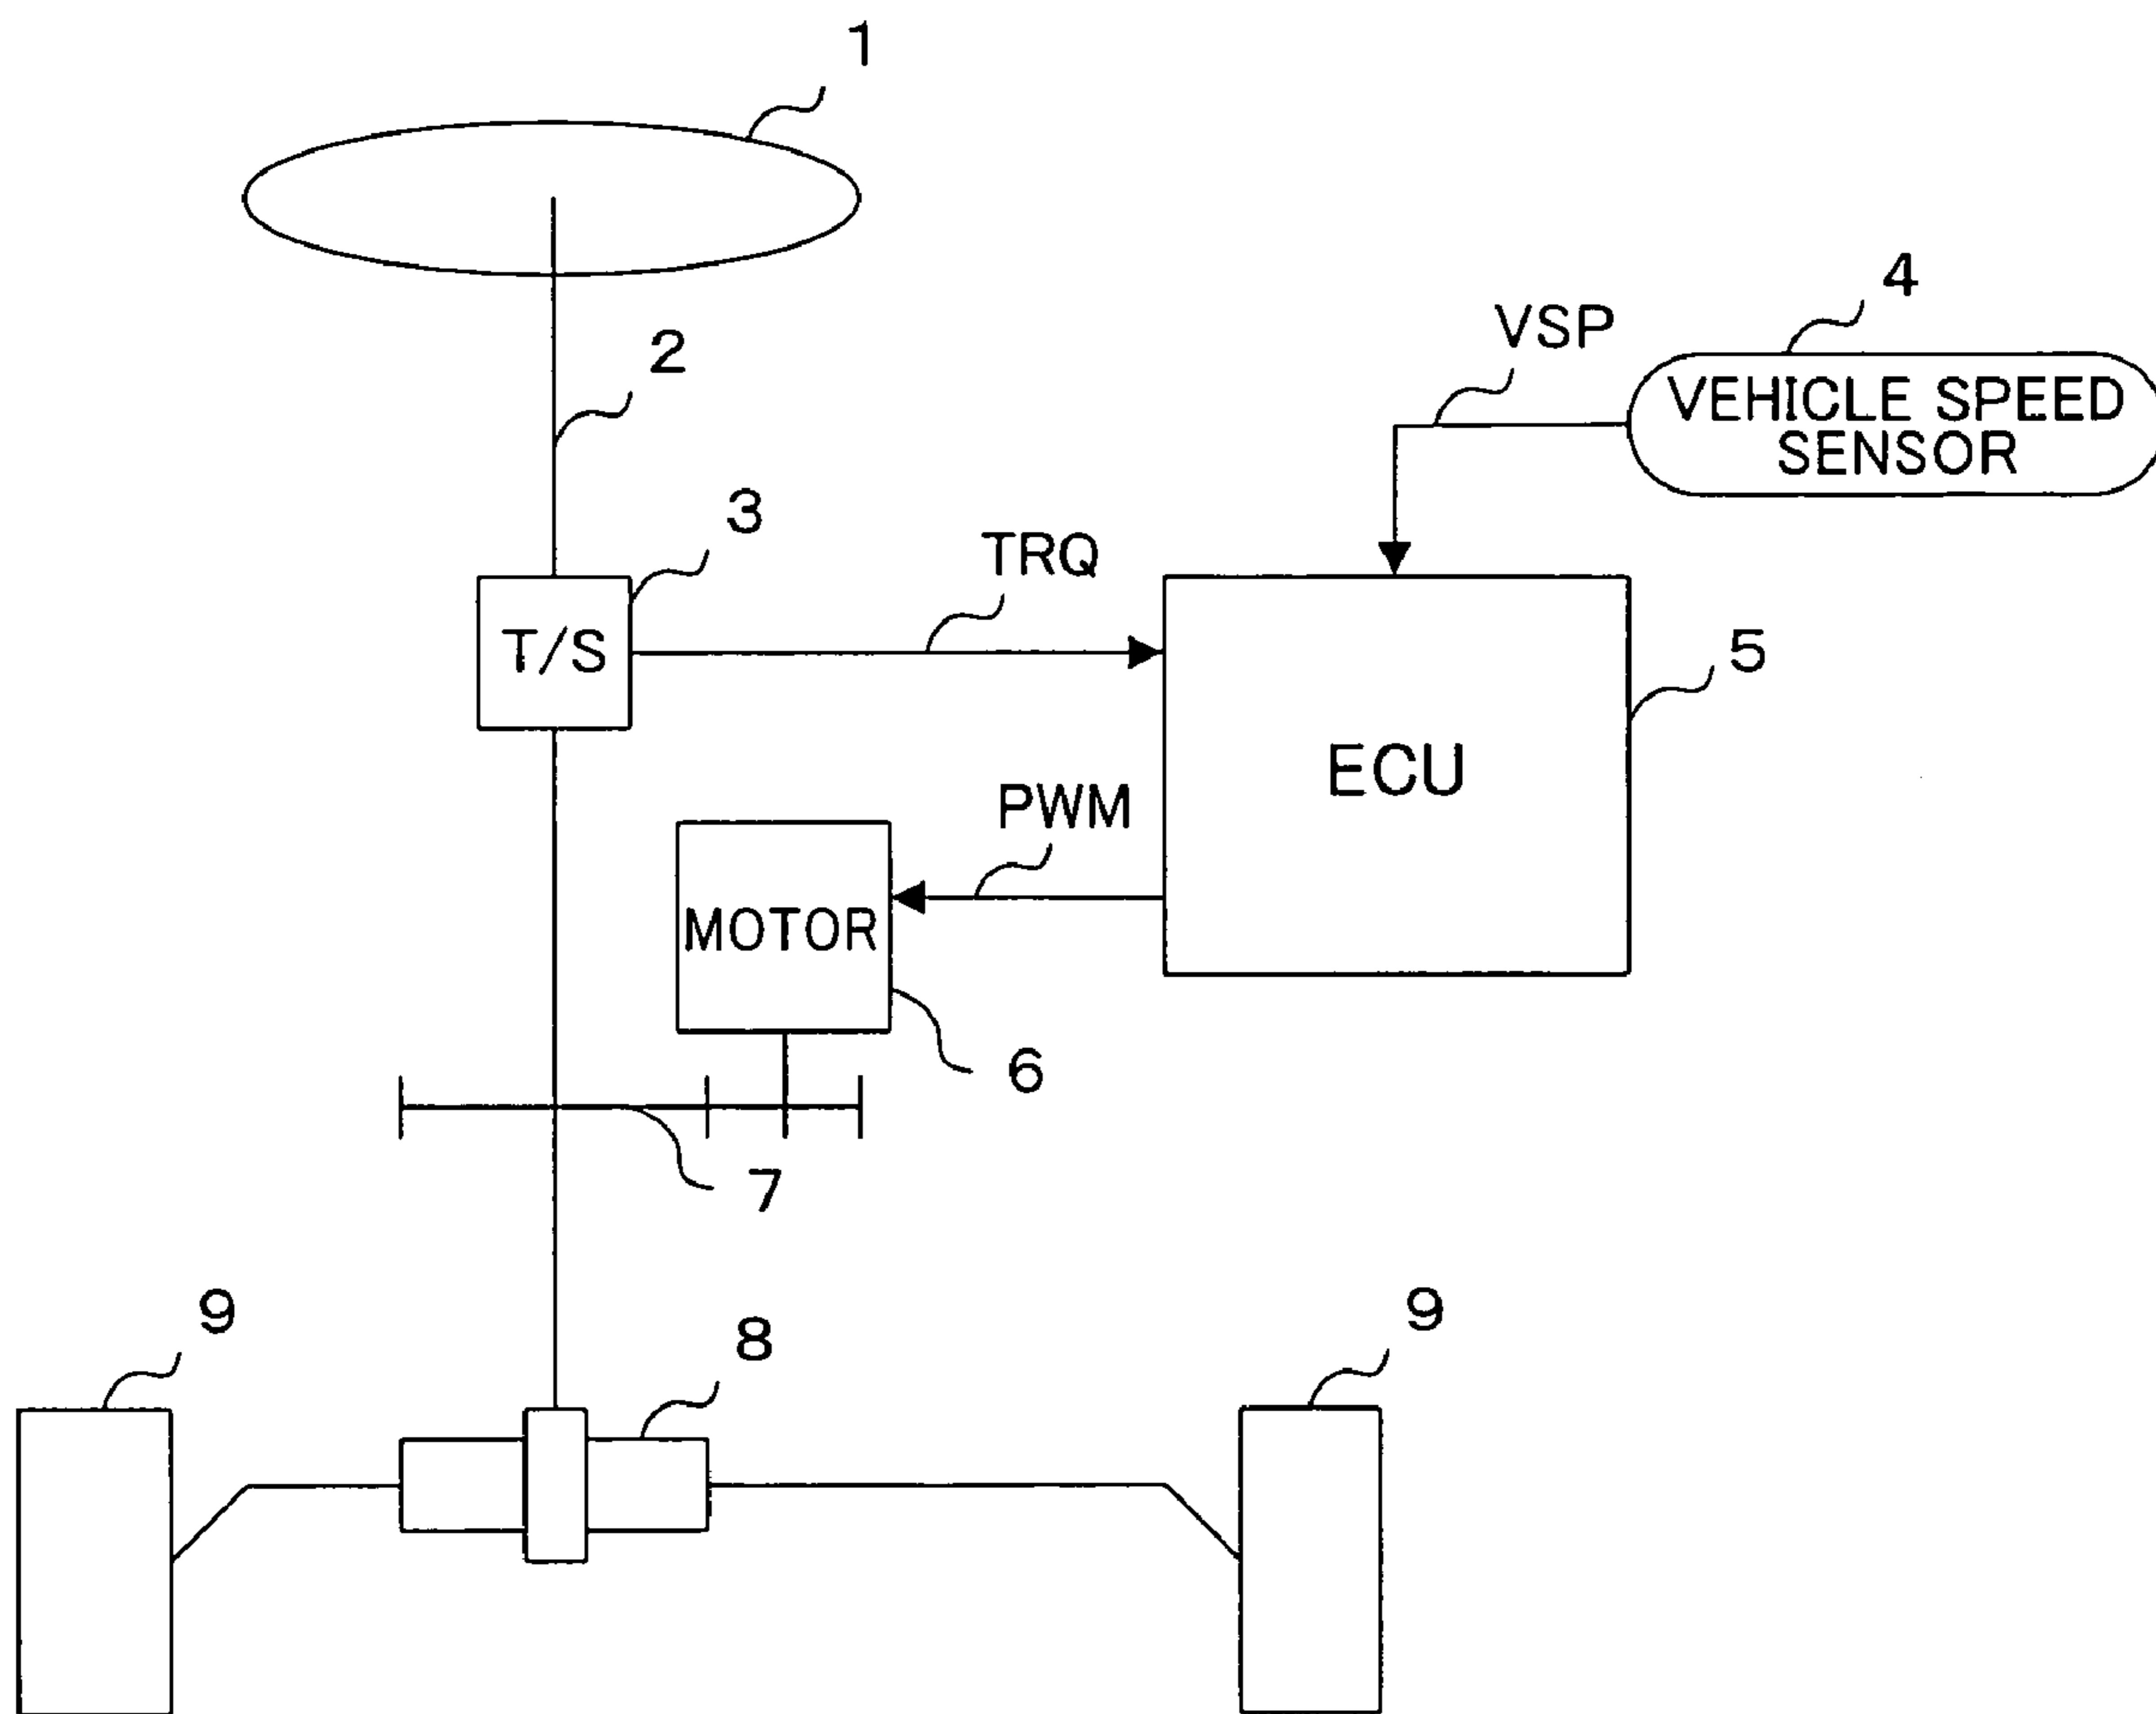 1
2
VSP
4
VEHICLE SPEED
SENSOR
3
TRQ
T/S
5
ECU
PWM
MOTOR
6
7
9
8
9